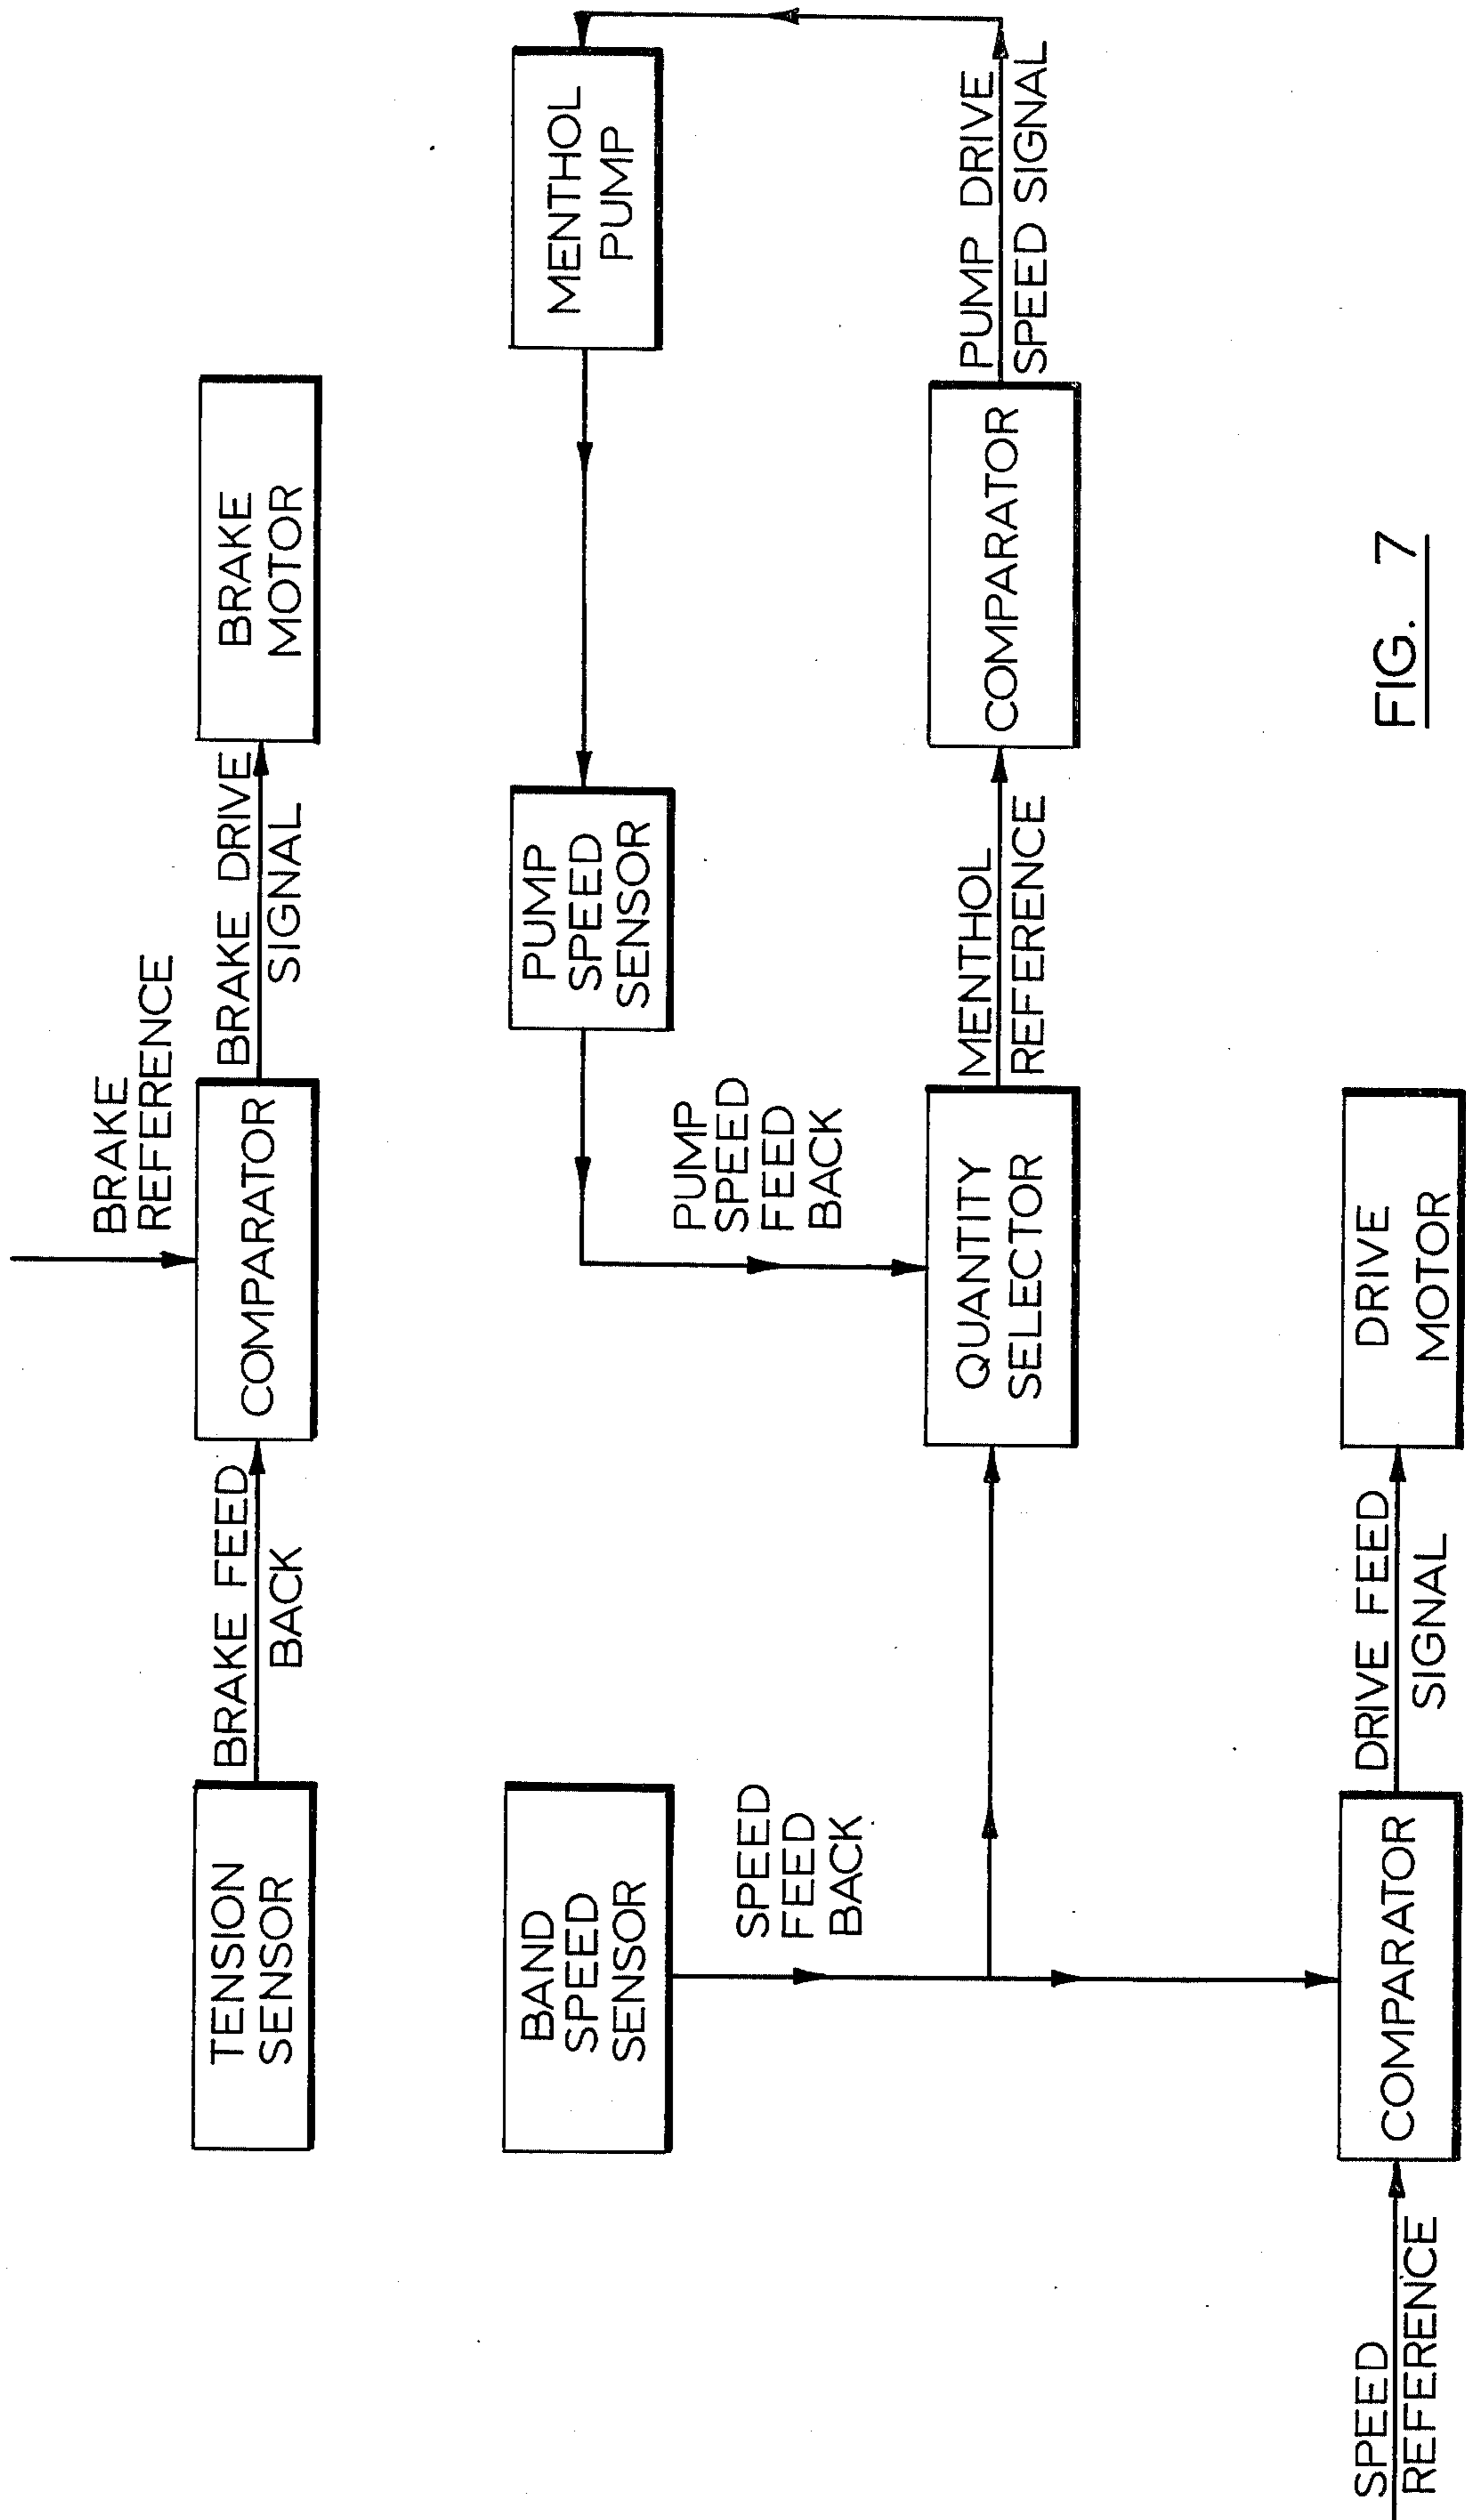 BRAKE
REFERENCE
TENSION
SENSOR
BRAKE FEED
BACK
COMPARATOR
BRAKE DRIVE
SIGNAL
BRAKE
MOTOR
BAND
SPEED
SENSOR
SPEED
FEED
BACK
PUMP
SPEED
FEED
BACK
PUMP
SPEED
SENSOR
MENTHOL
PUMP
QUANTITY
SELECTOR
MENTHOL
REFERENCE
COMPARATOR
PUMP DRIVE
SPEED SIGNAL
SPEED
REFERENCE
COMPARATOR
DRIVE FEED
SIGNAL
DRIVE
MOTOR
FIG. 7